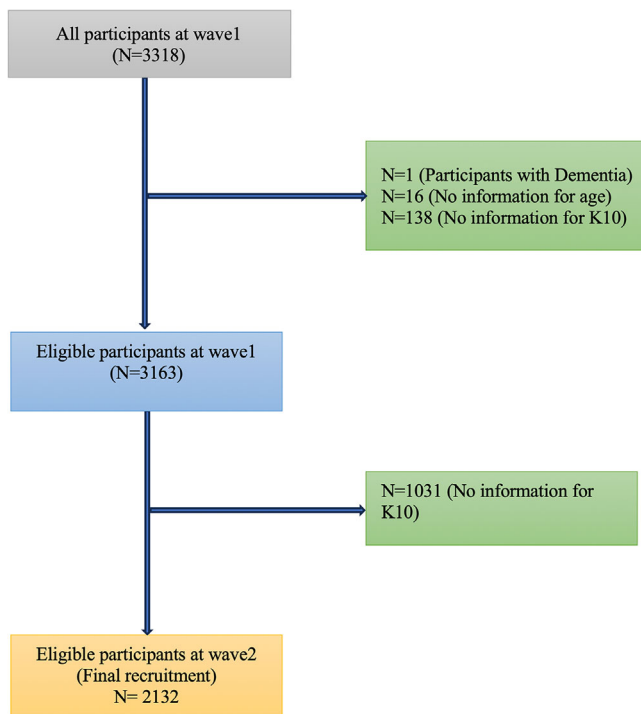 All participants at wave1
(N=3318)
N=1 (Participants with Dementia)
N=16 (No information for age)
N=138 (No information for K10)
Eligible participants at wave1
(N=3163)
N=1031 (No information for
K10)
Eligible participants at wave2
(Final recruitment)
N= 2132